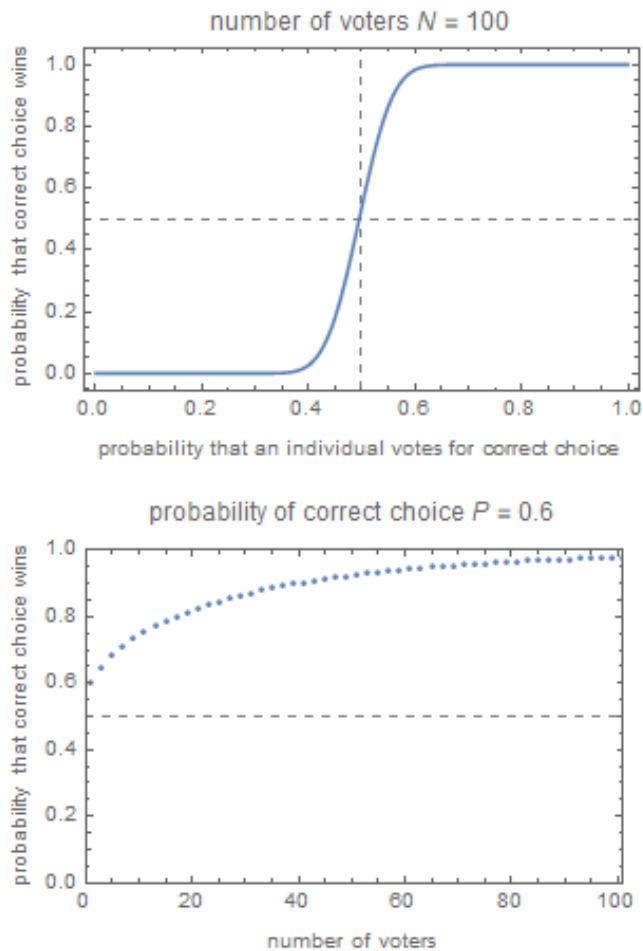 number of voters N = 100
probability that correct choice wins
1.0
0.8
0.6
0.4
0.2
0.0
0.0 0.2 0.4 0.6 0.8 1.0
probability that an individual votes for correct choice
probability of correct choice P = 0.6
probability that correct choice wins
1.0
0.8
0.6
0.4
0.2
0.0
0 20 40 60 80 100
number of voters